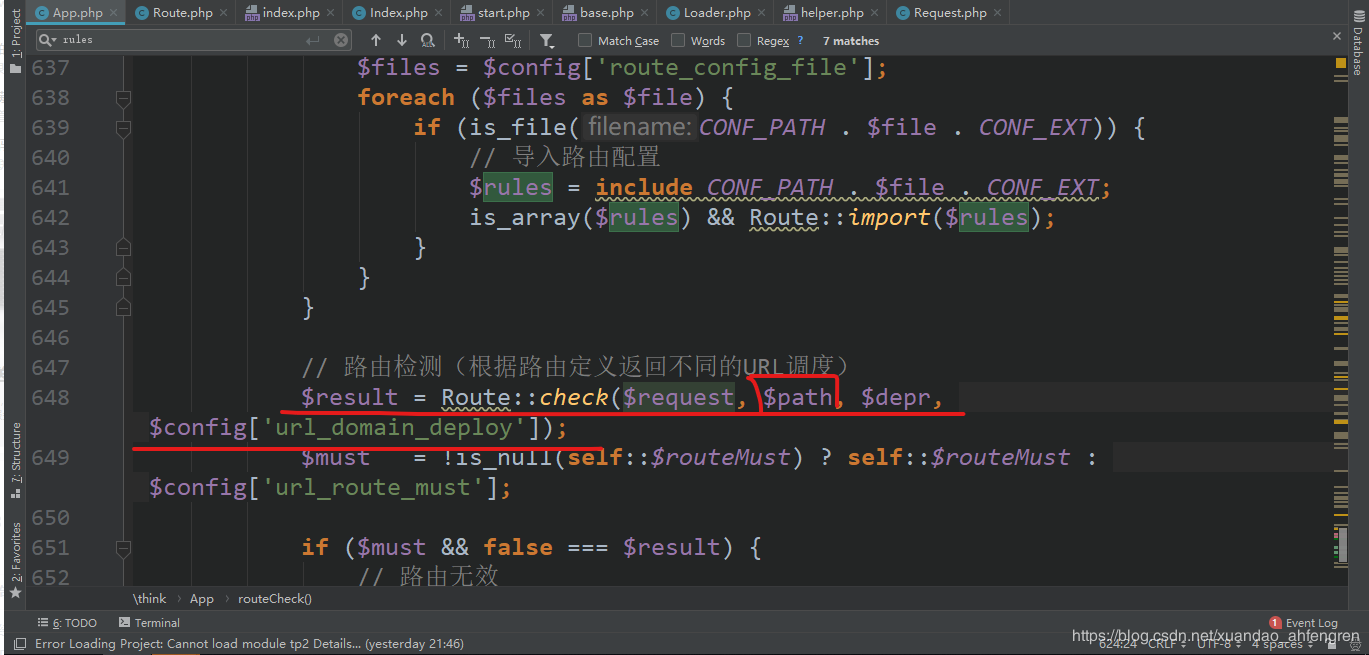 App.php Route.php index.php Index.php start.php base.php Loader.php helper.php Request.php
rules Match Case Words Regex ? 7 matches
1: Project
Database
637 $files = $config['route_config_file'];
638 foreach ($files as $file) {
639 if (is_file( filename: CONF_PATH . $file . CONF_EXT)) {
640 // 导入路由配置
641 $rules = include CONF_PATH . $file . CONF_EXT;
642 is_array($rules) && Route::import($rules);
643 }
644 }
645 }
646
647 // 路由检测（根据路由定义返回不同的URL调度）
648 $result = Route::check($request, $path, $depr,
$config['url_domain_deploy']);
649 $must = !is_null(self::$routeMust) ? self::$routeMust :
$config['url_route_must'];
650
651 if ($must && false === $result) {
652 // 路由无效
7: Structure
2: Favorites
\think › App › routeCheck()
6: TODO Terminal 1 Event Log
https://blog.csdn.net/xuandao_ahfengren
Error Loading Project: Cannot load module tp2 Details... (yesterday 21:46) 624:24 CRLF UTF-8 4 spaces